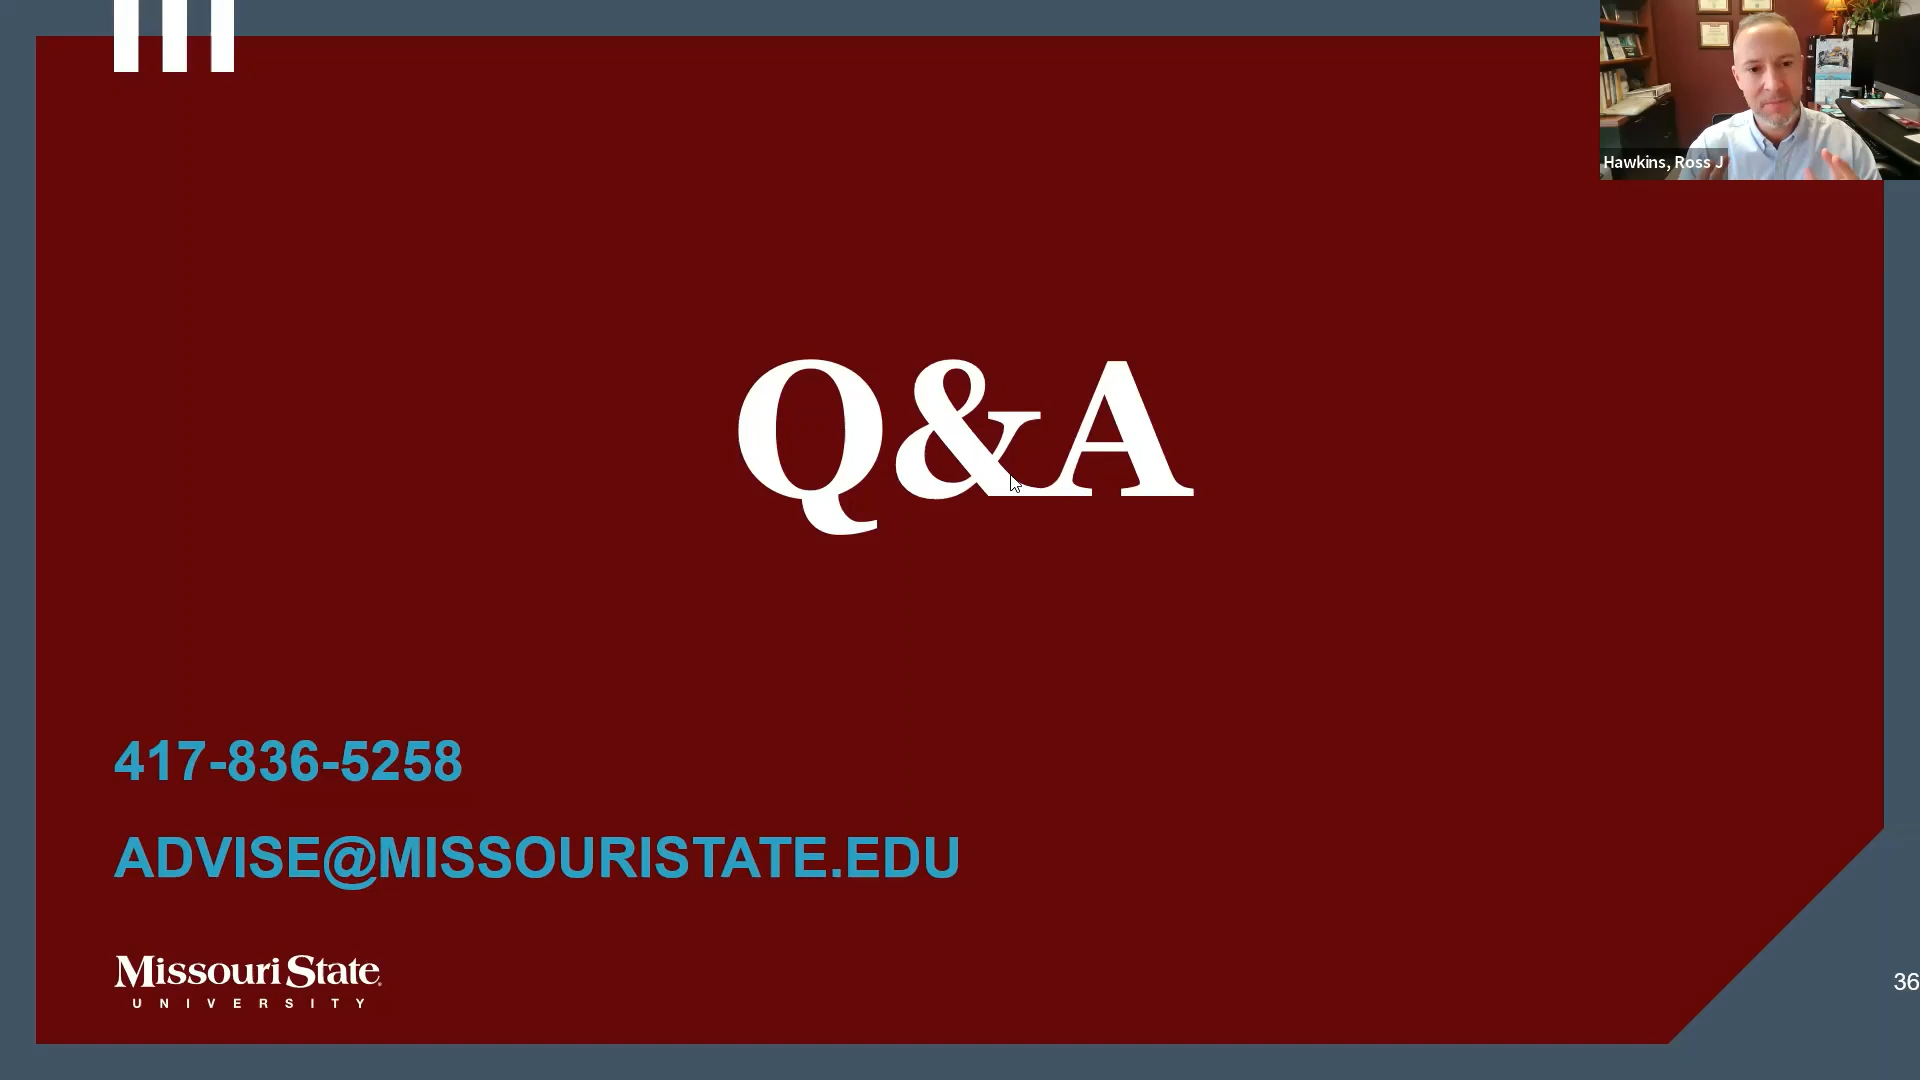 Hawkins, Ross J
Q&A
417-836-5258
ADVISE@MISSOURISTATE.EDU
Missouri State
UNIVERSITY
36